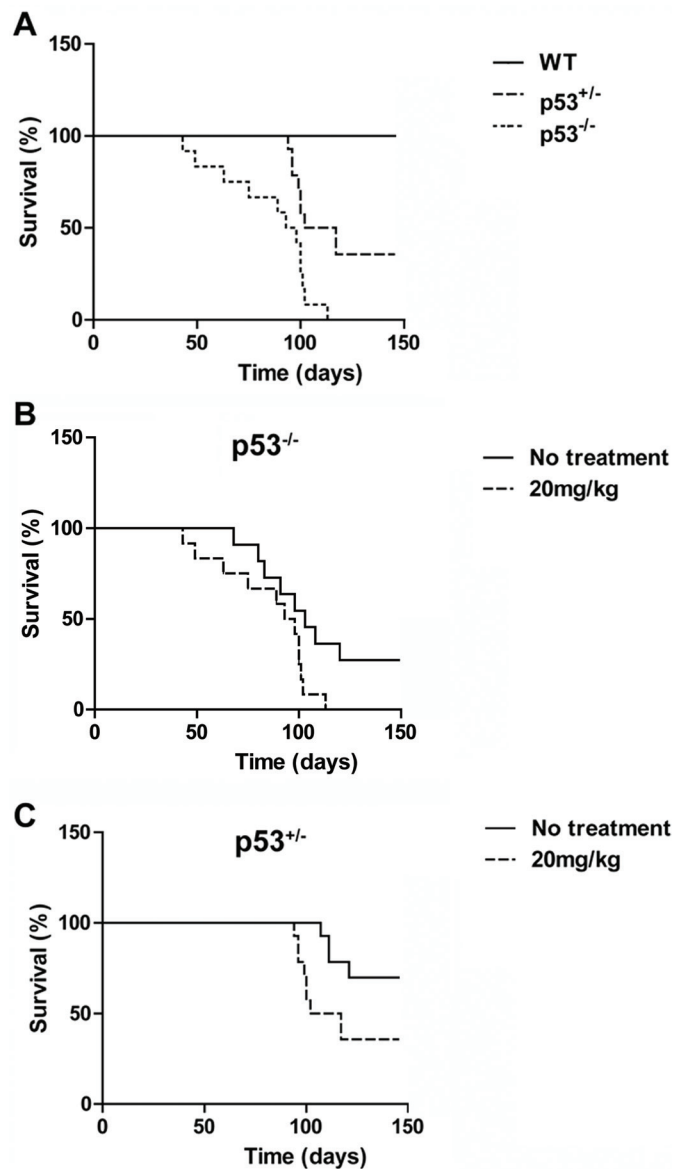 A
150
100
50
0
Survival (%)
0 50 100 150
Time (days)
WT
p53+/-
p53-/-
B
p53-/-
150
100
50
0
Survival (%)
0 50 100 150
Time (days)
No treatment
20mg/kg
C
p53+/-
150
100
50
0
Survival (%)
0 50 100 150
Time (days)
No treatment
20mg/kg